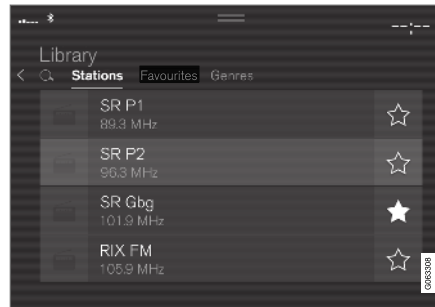 --:--
Library
Stations Favourites Genres
SR P1
89.3 MHz
SR P2
96.3 MHz
SR Gbg
101.9 MHz
RIX FM
105.9 MHz
G063308